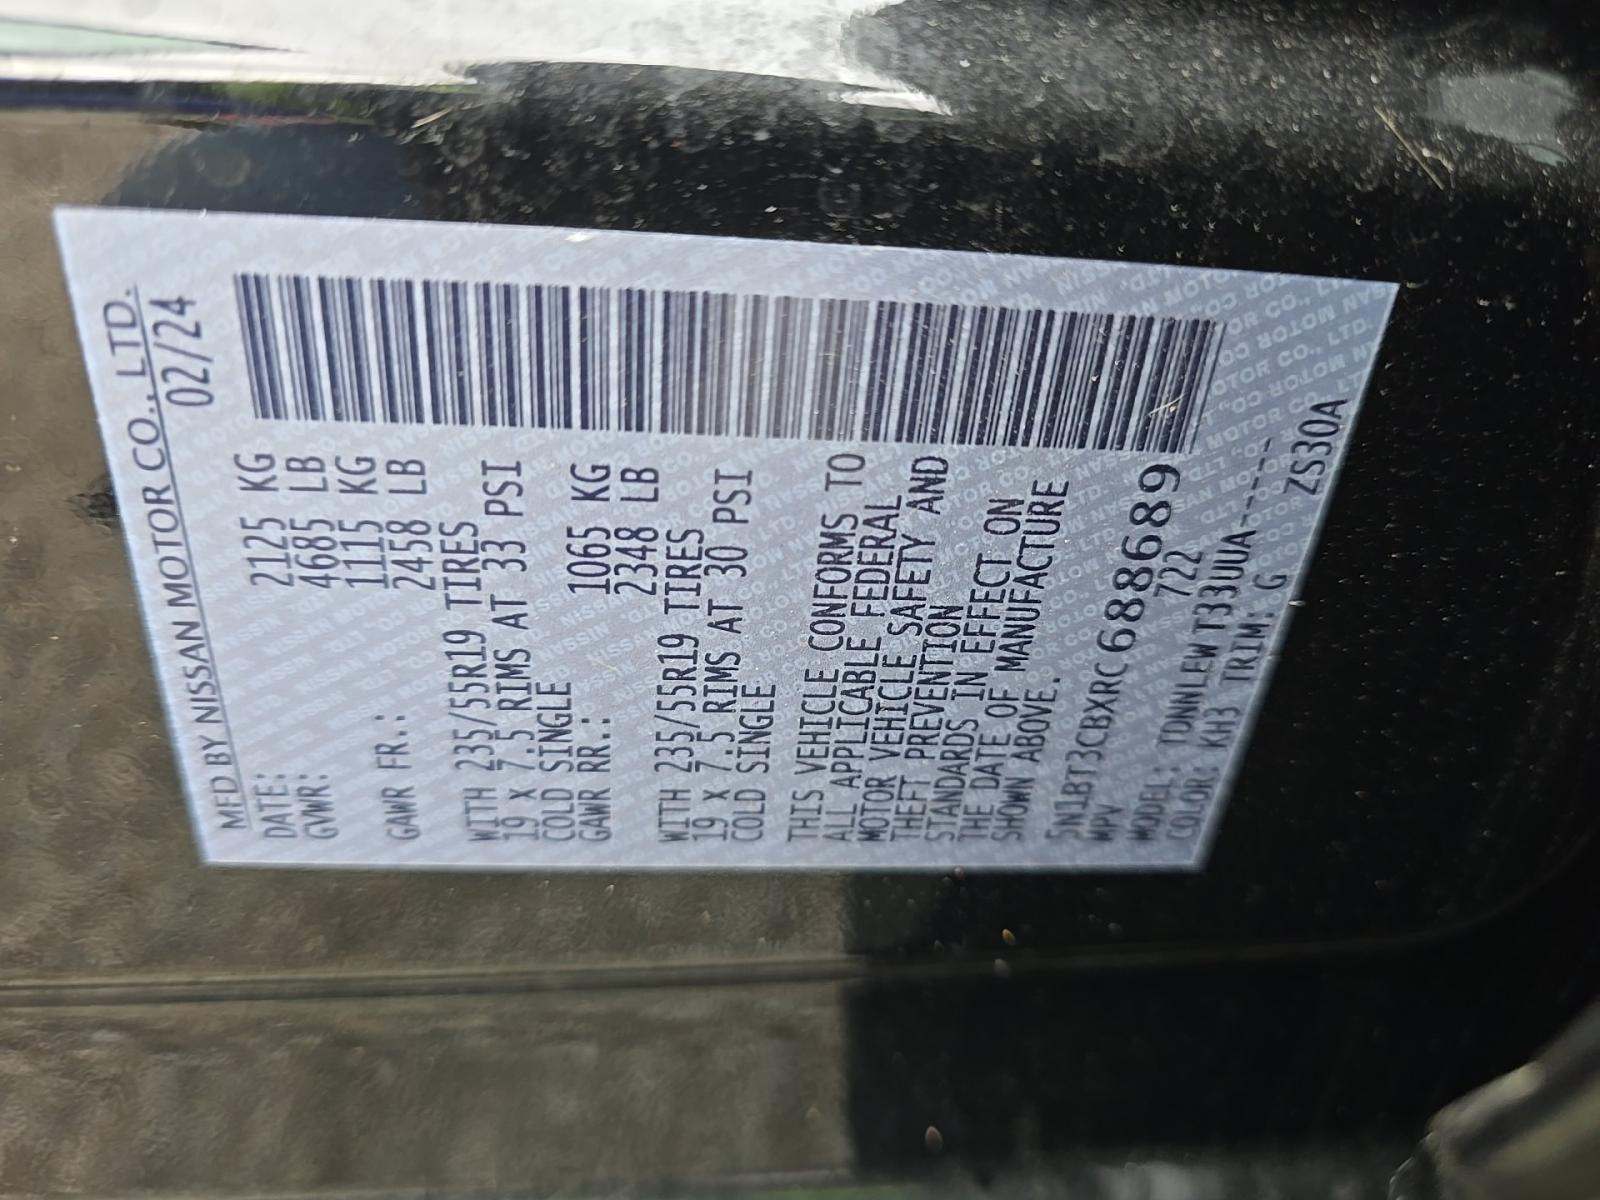 MFD BY NISSAN MOTOR CO., LTD.
DATE: 02/24
GVWR: 2125 KG
4685 LB
1115 KG
GAWR FR.: 2458 LB
WITH 235/55R19 TIRES
19 x 7.5 RIMS AT 33 PSI
COLD SINGLE
GAWR RR.: 1065 KG
2348 LB
WITH 235/55R19 TIRES
19 x 7.5 RIMS AT 30 PSI
COLD SINGLE
THIS VEHICLE CONFORMS TO
ALL APPLICABLE FEDERAL
MOTOR VEHICLE SAFETY AND
THEFT PREVENTION
STANDARDS IN EFFECT ON
THE DATE OF MANUFACTURE
SHOWN ABOVE.
5N1BT3CBXRC688689
MPV 722
MODEL: TONNLEWT33UUA------
COLOR: KH3 TRIM: G ZS30A